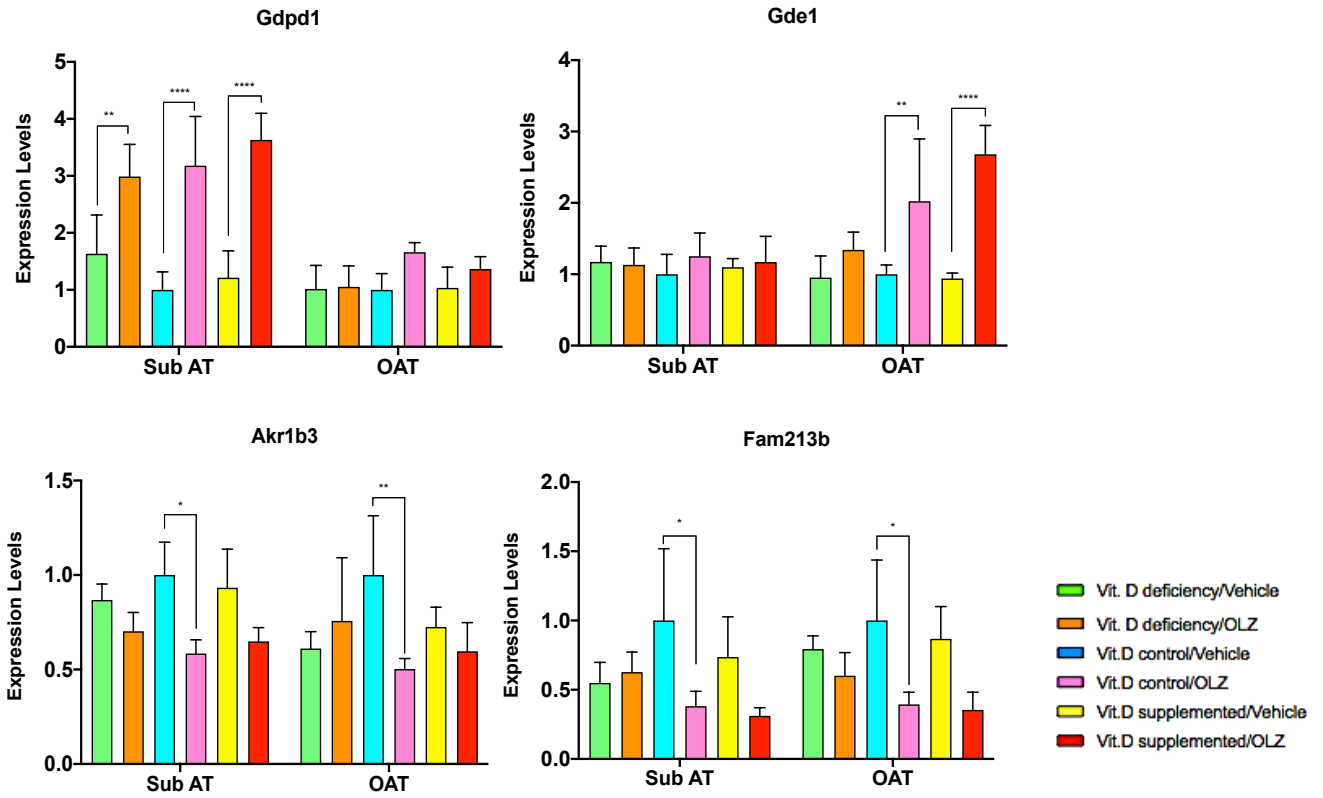 Gdpd1
Expression Levels
5
4
3
2
1
0
**
****
****
Sub AT
OAT
Gde1
Expression Levels
4
3
2
1
0
**
****
Sub AT
OAT
Akr1b3
Expression Levels
1.5
1.0
0.5
0.0
*
**
Sub AT
OAT
Fam213b
Expression Levels
2.0
1.5
1.0
0.5
0.0
*
*
Sub AT
OAT
Vit. D deficiency/Vehicle
Vit. D deficiency/OLZ
Vit.D control/Vehicle
Vit.D control/OLZ
Vit.D supplemented/Vehicle
Vit.D supplemented/OLZ